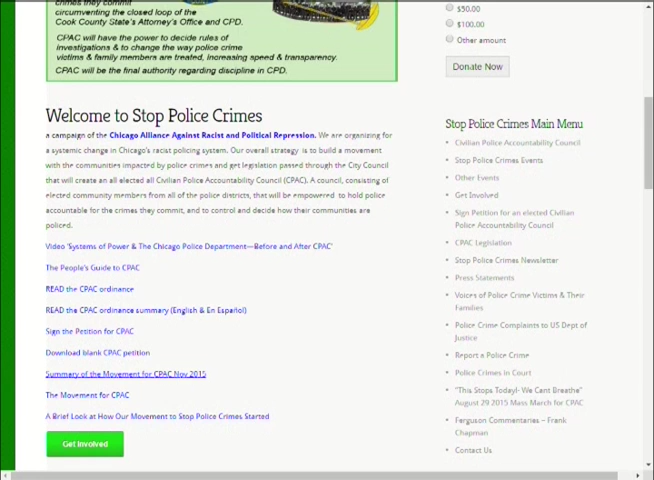 crimes they commit
circumventing the closed loop of the
Cook County State's Attorney's Office and CPD.
CPAC will have the power to decide rules of
investigations & to change the way police crime
victims & family members are treated, increasing speed & transparency.
CPAC will be the final authority regarding discipline in CPD.
Welcome to Stop Police Crimes
a campaign of the Chicago Alliance Against Racist and Political Repression. We are organizing for
a systemic change in Chicago's racist policing system. Our overall strategy is to build a movement
with the communities impacted by police crimes and get legislation passed through the City Council
that will create an all elected all Civilian Police Accountability Council (CPAC). A council, consisting of
elected community members from all of the police districts, that will be empowered to hold police
accountable for the crimes they commit, and to control and decide how their communities are
policed.
Video 'Systems of Power & The Chicago Police Department—Before and After CPAC'
The People's Guide to CPAC
READ the CPAC ordinance
READ the CPAC ordinance summary (English & En Español)
Sign the Petition for CPAC
Download blank CPAC petition
Summary of the Movement for CPAC Nov 2015
The Movement for CPAC
A Brief Look at How Our Movement to Stop Police Crimes Started
Get Involved
$50.00
$100.00
Other amount
Donate Now
Stop Police Crimes Main Menu
Civilian Police Accountability Council
Stop Police Crimes Events
Other Events
Get Involved
Sign Petition for an elected Civilian
Police Accountability Council
CPAC Legislation
Stop Police Crimes Newsletter
Press Statements
Voices of Police Crime Victims & Their
Families
Police Crime Complaints to US Dept of
Justice
Report a Police Crime
Police Crimes in Court
"This Stops Today!- We Cant Breathe"
August 29 2015 Mass March for CPAC
Ferguson Commentaries – Frank
Chapman
Contact Us